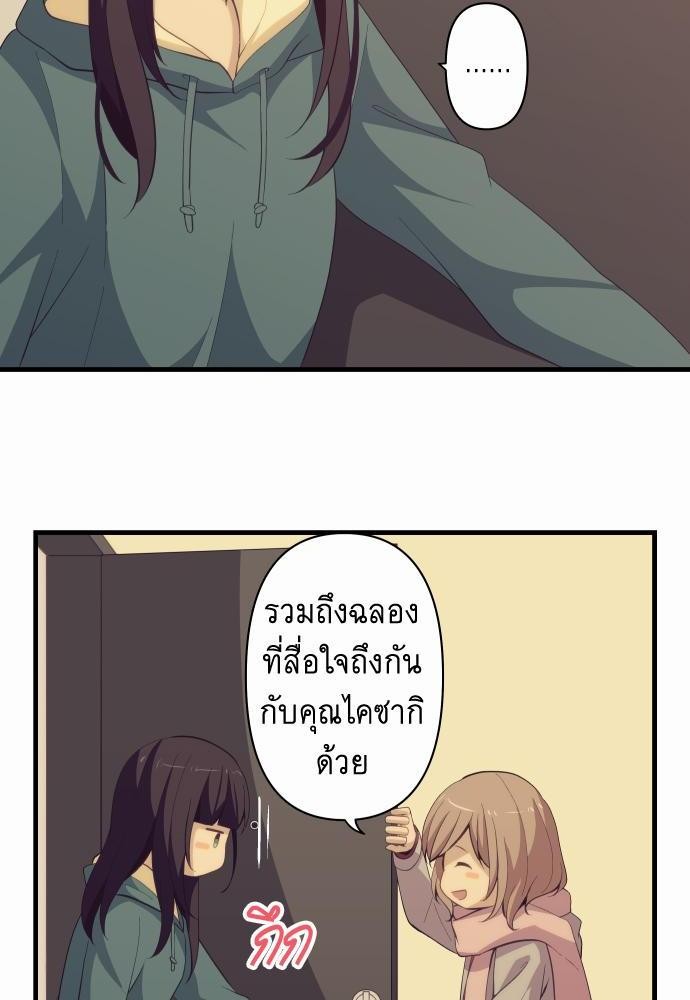 ......
รวมถึงฉลอง
ที่สื่อใจถึงกัน
กับคุณไคซากิ
ด้วย
กึก